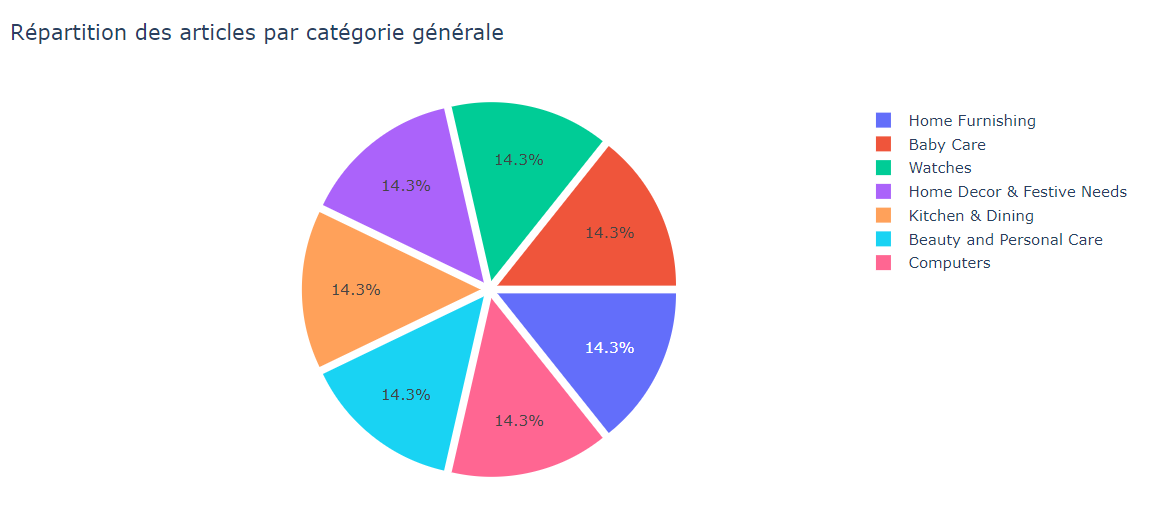 Répartition des articles par catégorie générale
14.3%
14.3%
14.3%
14.3%
14.3%
14.3%
14.3%
Home Furnishing
Baby Care
Watches
Home Decor & Festive Needs
Kitchen & Dining
Beauty and Personal Care
Computers